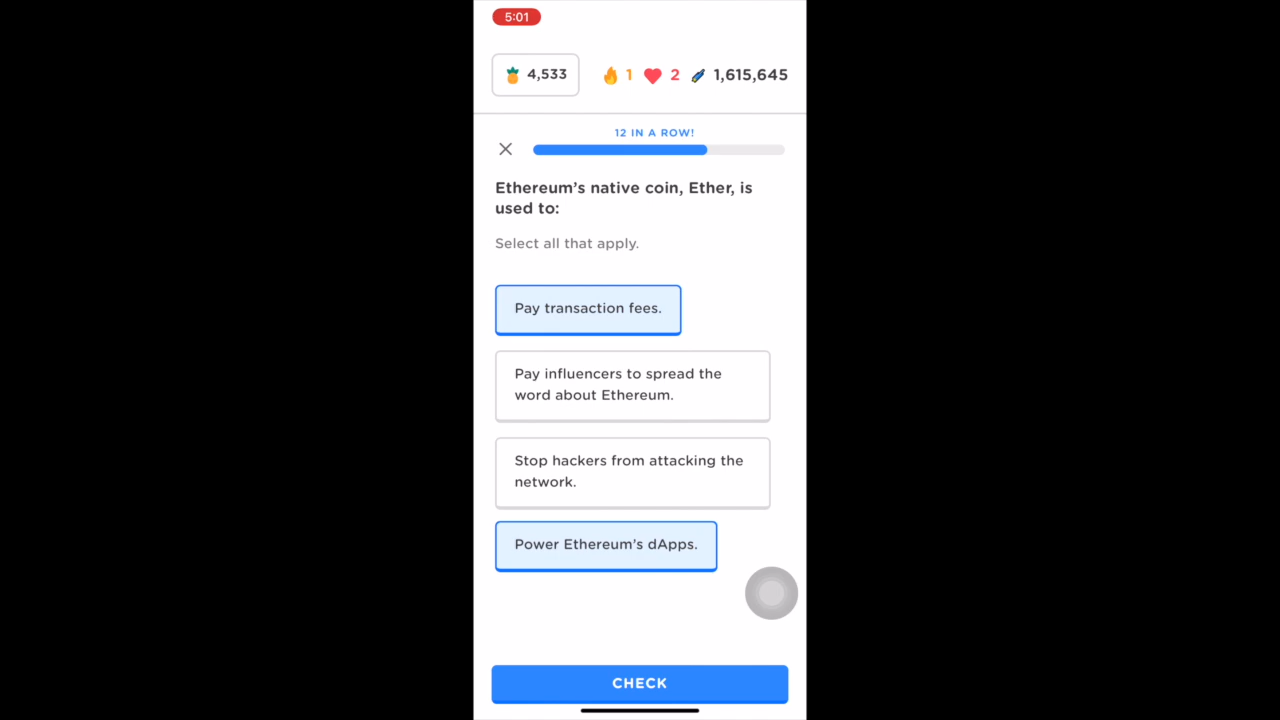 5:01
4,533 1 2 1,615,645
12 IN A ROW!
Ethereum’s native coin, Ether, is
used to:
Select all that apply.
Pay transaction fees.
Pay influencers to spread the
word about Ethereum.
Stop hackers from attacking the
network.
Power Ethereum’s dApps.
CHECK